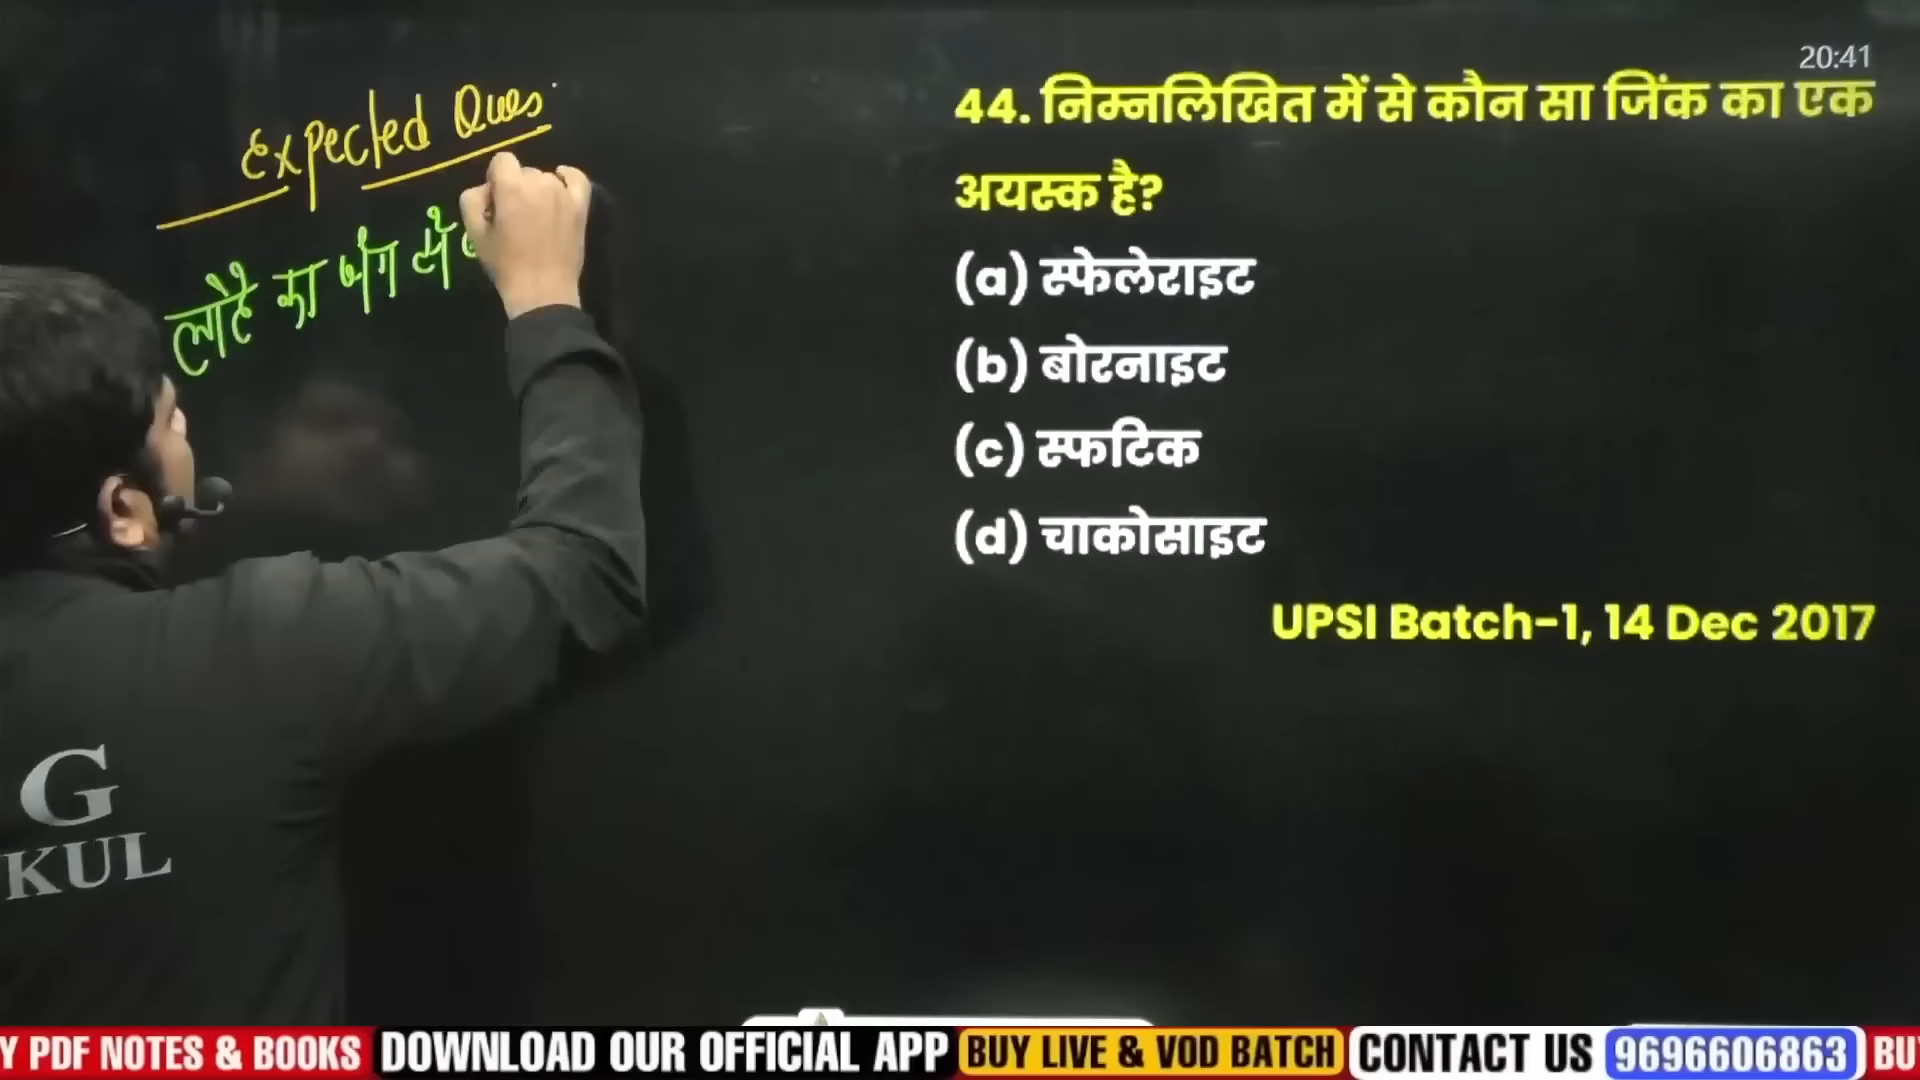 20:41
Expected Ques
लोहे का जंग से
44. निम्नलिखित में से कौन सा जिंक का एक
अयस्क है?
(a) स्फेलेराइट
(b) बोरनाइट
(c) स्फटिक
(d) चाकोसाइट
UPSI Batch-1, 14 Dec 2017
G
KUL
Y PDF NOTES & BOOKS DOWNLOAD OUR OFFICIAL APP BUY LIVE & VOD BATCH CONTACT US 9696606863 BU